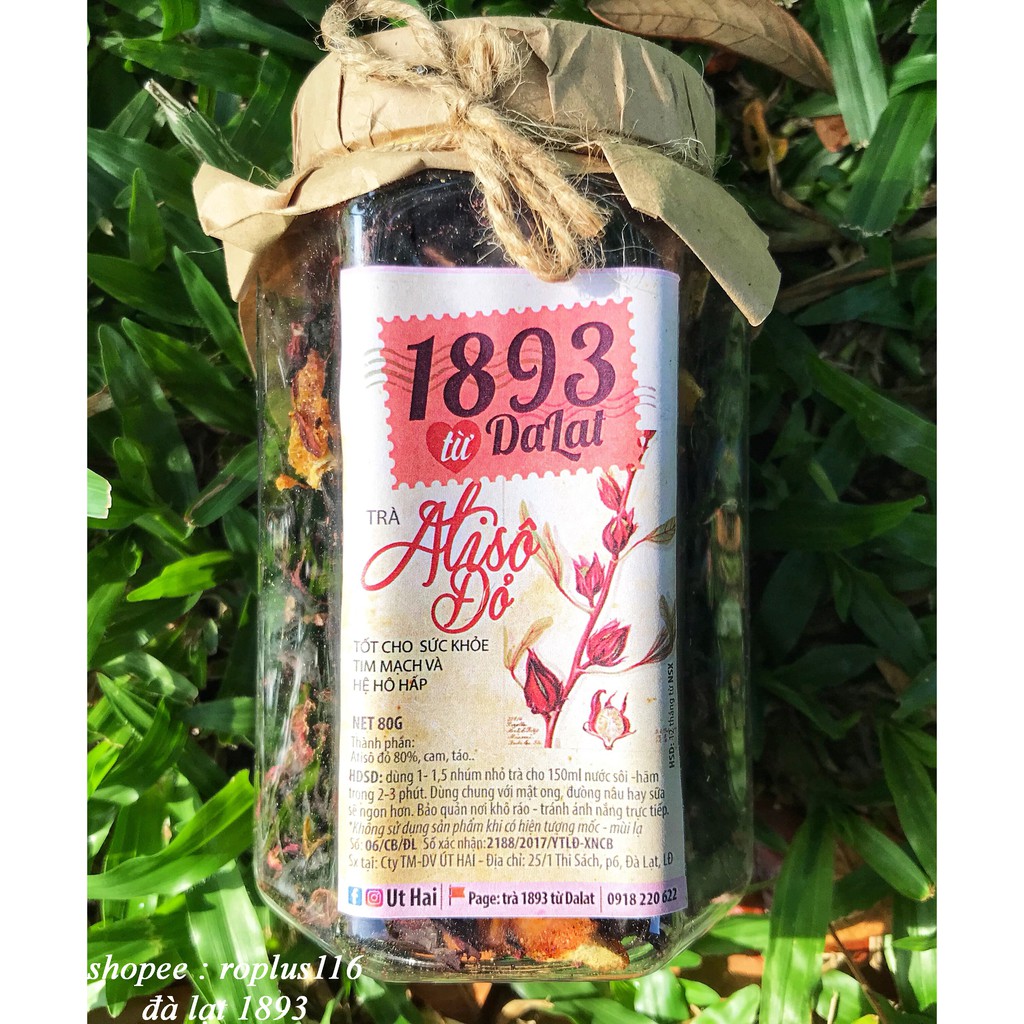 1893
từ DaLat
TRÀ
Atisô
Đỏ
TỐT CHO SỨC KHỎE
TIM MẠCH VÀ
HỆ HÔ HẤP
NET 80G
Thành phần:
Atisô đỏ 80%, cam, táo..
HDSD: dùng 1- 1,5 nhúm nhỏ trà cho 150ml nước sôi -hãm
trong 2-3 phút. Dùng chung với mật ong, đường nâu hay sữa
sẽ ngon hơn. Bảo quản nơi khô ráo - tránh ánh nắng trực tiếp.
*Không sử dụng sản phẩm khi có hiện tượng mốc - mùi lạ
Số: 06/CB/ĐL Số xác nhận: 2188/2017/YTLĐ-XNCB
Sx tại: Cty TM-DV ÚT HAI - Địa chỉ: 25/1 Thi Sách, p6, Đà Lạt, LĐ
Ut Hai Page: trà 1893 từ Dalat 0918 220 622
HSD: 12 tháng từ NSX
shopee : roplus116
đà lạt 1893